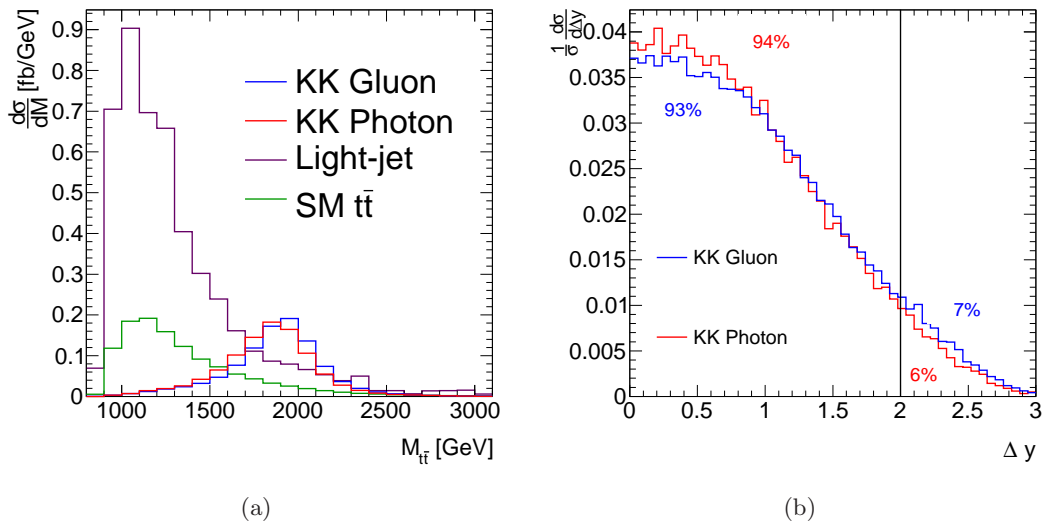 dσ/dM [fb/GeV]
0.9
0.8
0.7
0.6
0.5
0.4
0.3
0.2
0.1
0
KK Gluon
KK Photon
Light-jet
SM tt̄
1000 1500 2000 2500 3000
M_tt̄ [GeV]
(a)
1/σ dσ/dΔy
0.04
0.035
0.03
0.025
0.02
0.015
0.01
0.005
0
94%
93%
KK Gluon
KK Photon
7%
6%
0 0.5 1 1.5 2 2.5 3
Δ y
(b)